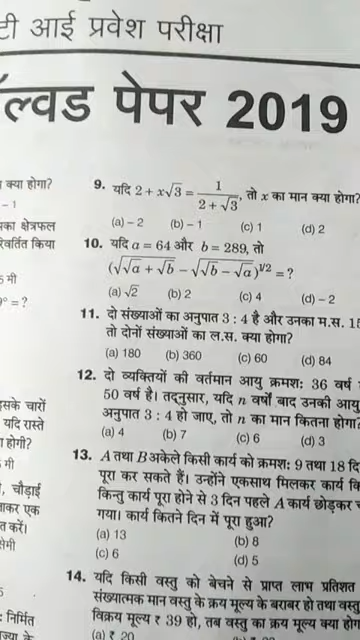 टी आई प्रवेश परीक्षा
ॉल्वड पेपर 2019
क्या होगा?
– 1
का क्षेत्रफल
वर्तित किया
मी
= ?
सके चारों
यदि रास्ते
होगी?
मी
, चौड़ाई
कर एक
त करें।
सेमी
5
निर्मित
9. यदि 2 + x√3 = 1/(2 + √3), तो x का मान क्या होगा?
(a) – 2 (b) – 1 (c) 1 (d) 2
10. यदि a = 64 और b = 289, तो
(√(√a + √b) – √(√b – √a))^1/2 = ?
(a) √2 (b) 2 (c) 4 (d) – 2
11. दो संख्याओं का अनुपात 3 : 4 है और उनका म.स. 15
तो दोनों संख्याओं का ल.स. क्या होगा?
(a) 180 (b) 360 (c) 60 (d) 84
12. दो व्यक्तियों की वर्तमान आयु क्रमशः 36 वर्ष
50 वर्ष है। तद्नुसार, यदि n वर्षों बाद उनकी आयु
अनुपात 3 : 4 हो जाए, तो n का मान कितना होगा?
(a) 4 (b) 7 (c) 6 (d) 3
13. A तथा B अकेले किसी कार्य को क्रमशः 9 तथा 18 दि
पूरा कर सकते हैं। उन्होंने एकसाथ मिलकर कार्य कि
किन्तु कार्य पूरा होने से 3 दिन पहले A कार्य छोड़कर च
गया। कार्य कितने दिन में पूरा हुआ?
(a) 13 (b) 8
(c) 6 (d) 5
14. यदि किसी वस्तु को बेचने से प्राप्त लाभ प्रतिशत
संख्यात्मक मान वस्तु के क्रय मूल्य के बराबर हो तथा वस्तु
विक्रय मूल्य ₹ 39 हो, तब वस्तु का क्रय मूल्य क्या होग
(a) ₹ 20